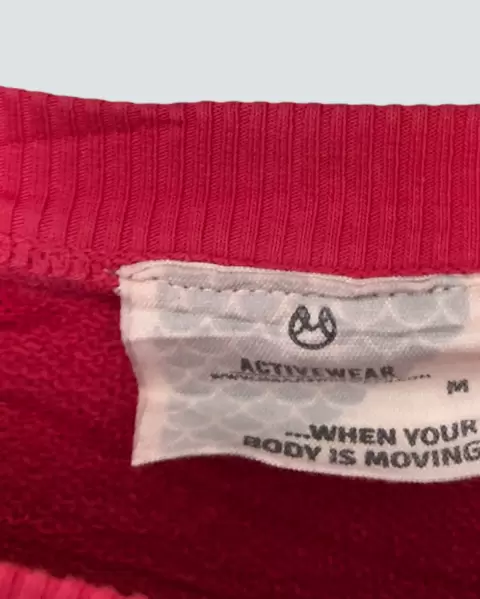 ACTIVEWEAR
M
...WHEN YOUR
BODY IS MOVING